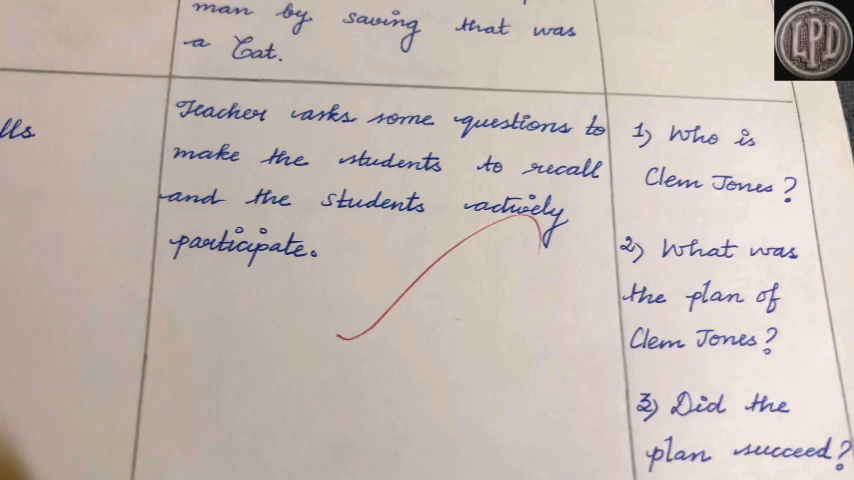 man by saving that was
a Cat.
lls
Teacher asks some questions to
make the students to recall
and the students actively
participate.
1) Who is
Clem Jones?
2) What was
the plan of
Clem Jones?
3) Did the
plan succeed?
LPD